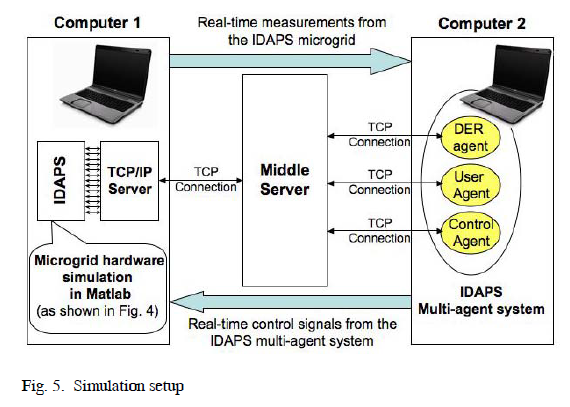 Computer 1
Real-time measurements from
the IDAPS microgrid
Computer 2
IDAPS
TCP/IP
Server
TCP
Connection
Middle
Server
TCP
Connection
DER
agent
TCP
Connection
User
Agent
TCP
Connection
Control
Agent
Microgrid hardware
simulation
in Matlab
(as shown in Fig. 4)
IDAPS
Multi-agent system
Real-time control signals from the
IDAPS multi-agent system
Fig. 5. Simulation setup